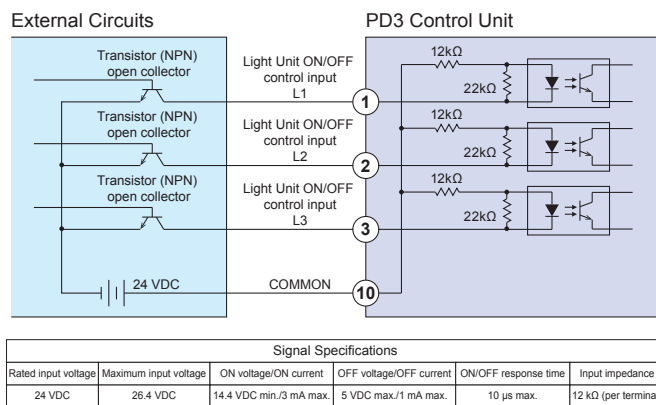 External Circuits
PD3 Control Unit
Transistor (NPN)
open collector
Light Unit ON/OFF
control input
L1
1
12kΩ
22kΩ
Transistor (NPN)
open collector
Light Unit ON/OFF
control input
L2
2
12kΩ
22kΩ
Transistor (NPN)
open collector
Light Unit ON/OFF
control input
L3
3
12kΩ
22kΩ
24 VDC
COMMON
10
Signal Specifications
Rated input voltage Maximum input voltage ON voltage/ON current OFF voltage/OFF current ON/OFF response time Input impedance
24 VDC 26.4 VDC 14.4 VDC min./3 mA max. 5 VDC max./1 mA max. 10 µs max. 12 kΩ (per termina